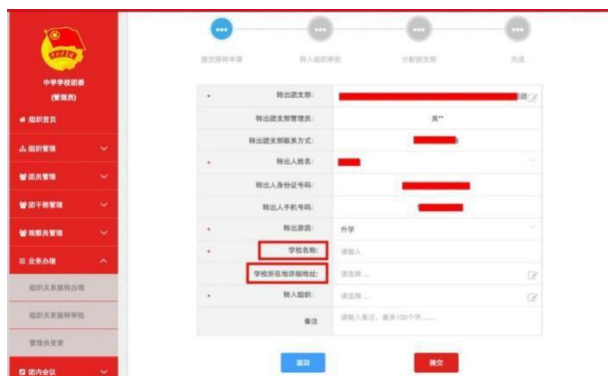 提交接转申请
转入组织审批
分配团支部
完成
中学学校团委
(管理员)
组织首页
组织管理
团员管理
团干部管理
业务办理
组织关系接转办理
组织关系接转审批
管理员变更
团内会议
转出团支部:
团
转出团支部管理员:
吴**
转出团支部联系方式:
转出人姓名:
转出人身份证号码:
转出人手机号码:
转出原因:
升学
学校名称:
请输入
学校所在地详细地址:
请选择 ...
转入组织:
请选择 ...
备注
请输入备注，最多100个字......
返回
提交